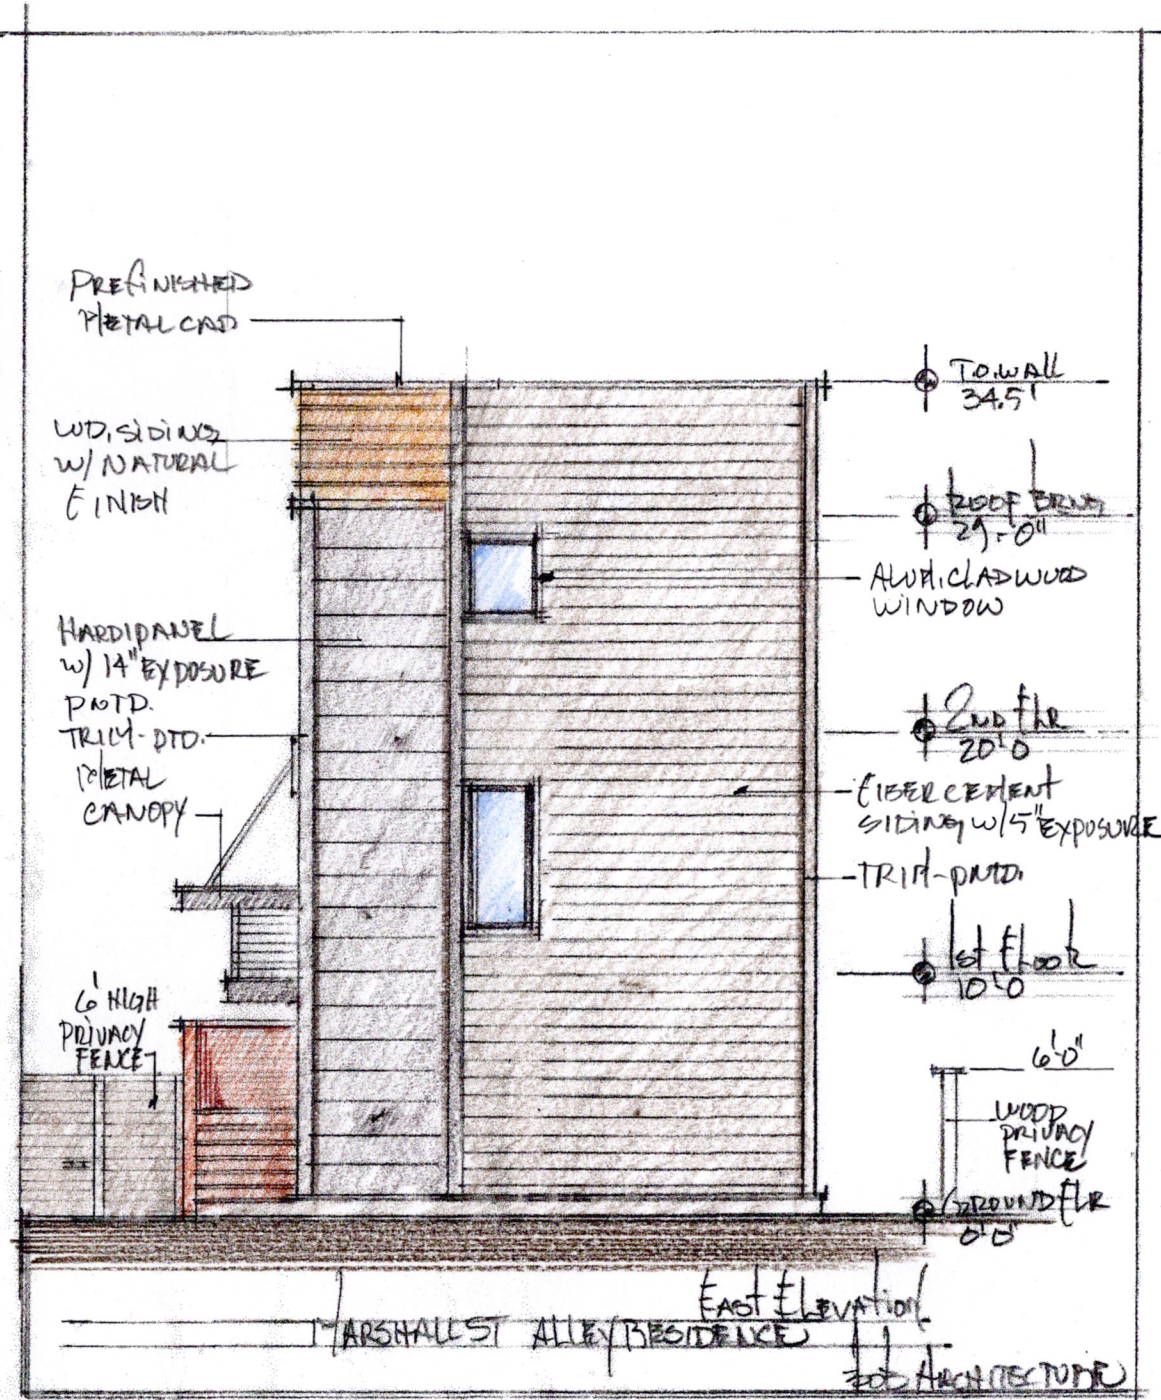 PREFINISHED
METAL CAP
WD. SIDING
W/ NATURAL
FINISH
HARDIPANEL
W/ 14" EXPOSURE
PNTD.
TRIM-PTD.
METAL
CANOPY
6' HIGH
PRIVACY
FENCE
T.O. WALL
34.5'
ROOF BRNG
29'-0"
ALUM. CLAD WOOD
WINDOW
2ND FLR
20'0
FIBER CEMENT
SIDING W/5" EXPOSURE
TRIM-PNTD.
1st FLOOR
10'0
6'-0"
WOOD
PRIVACY
FENCE
GROUND FLR
0'0"
EAST ELEVATION
MARSHALL ST ALLEY RESIDENCE
ARCHITECTURE